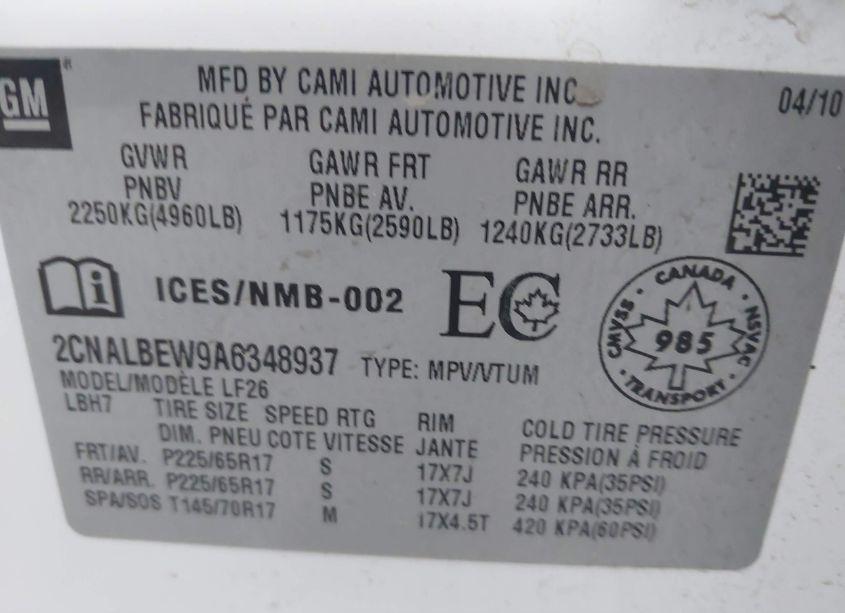 GM
MFD BY CAMI AUTOMOTIVE INC.
04/10
FABRIQUÉ PAR CAMI AUTOMOTIVE INC.
GVWR GAWR FRT GAWR RR
PNBV PNBE AV. PNBE ARR.
2250KG(4960LB) 1175KG(2590LB) 1240KG(2733LB)
i ICES/NMB-002 EC
CANADA
CMVSS · NSVAC
985
TRANSPORT
2CNALBEW9A6348937 TYPE: MPV/VTUM
MODEL/MODÈLE LF26
LBH7 TIRE SIZE SPEED RTG RIM COLD TIRE PRESSURE
DIM. PNEU COTE VITESSE JANTE PRESSION À FROID
FRT/AV. P225/65R17 S 17X7J 240 KPA(35PSI)
RR/ARR. P225/65R17 S 17X7J 240 KPA(35PSI)
SPA/SOS T145/70R17 M 17X4.5T 420 KPA(60PSI)